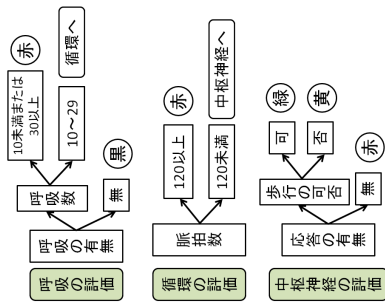 呼吸の評価
呼吸の有無
呼吸数
無
黒
10未満または
30以上
赤
10～29
循環へ
循環の評価
脈拍数
120以上
赤
120未満
中枢神経へ
中枢神経の評価
応答の有無
歩行の可否
無
赤
可
緑
否
黄